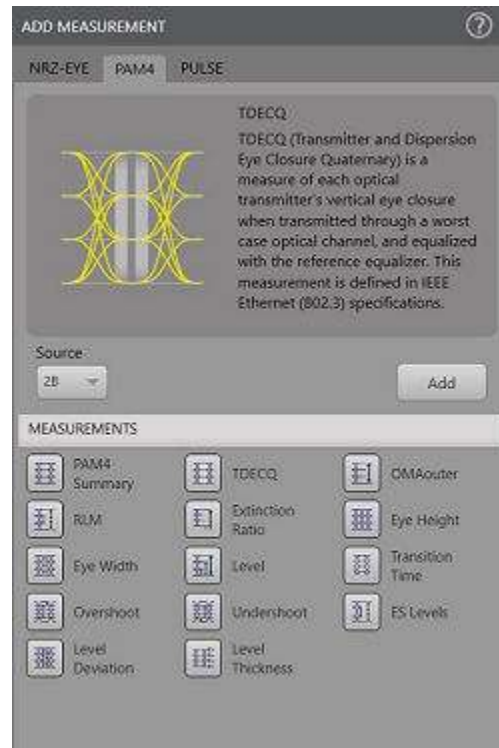 ADD MEASUREMENT
?
NRZ-EYE PAM4 PULSE
TDECQ
TDECQ (Transmitter and Dispersion
Eye Closure Quaternary) is a
measure of each optical
transmitter's vertical eye closure
when transmitted through a worst
case optical channel, and equalized
with the reference equalizer. This
measurement is defined in IEEE
Ethernet (802.3) specifications.
Source
2B
Add
MEASUREMENTS
PAM4
Summary
TDECQ
OMAouter
RLM
Extinction
Ratio
Eye Height
Eye Width
Level
Transition
Time
Overshoot
Undershoot
ES Levels
Level
Deviation
Level
Thickness